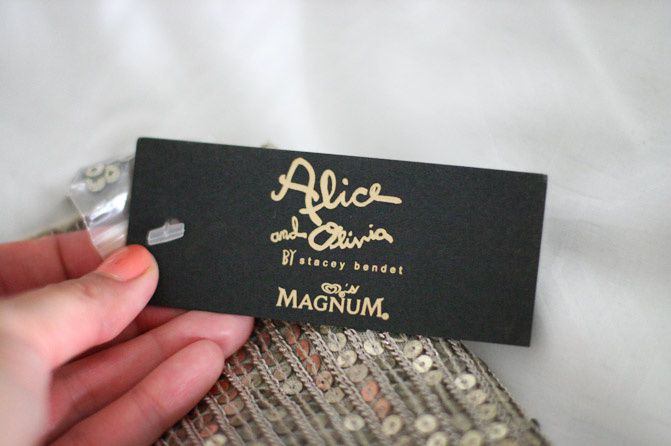 Alice
and Olivia
BY stacey bendet
MAGNUM®